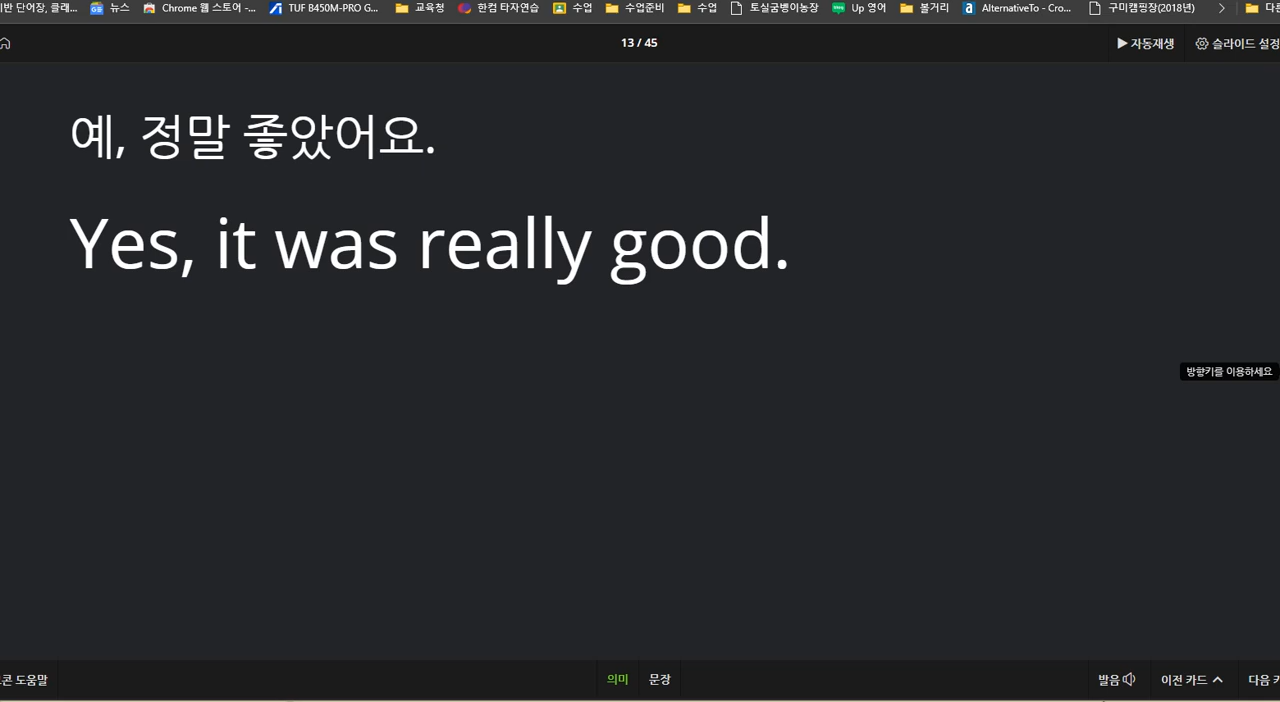 기반 단어장, 클래... 뉴스 Chrome 웹 스토어 -... TUF B450M-PRO G... 교육청 한컴 타자연습 수업 수업준비 수업 토실굼벵이농장 Up 영어 볼거리 AlternativeTo - Cro... 구미캠핑장(2018년)
13 / 45 자동재생 슬라이드 설정
예, 정말 좋았어요.
Yes, it was really good.
방향키를 이용하세요
도움말 의미 문장 발음 이전 카드 다음